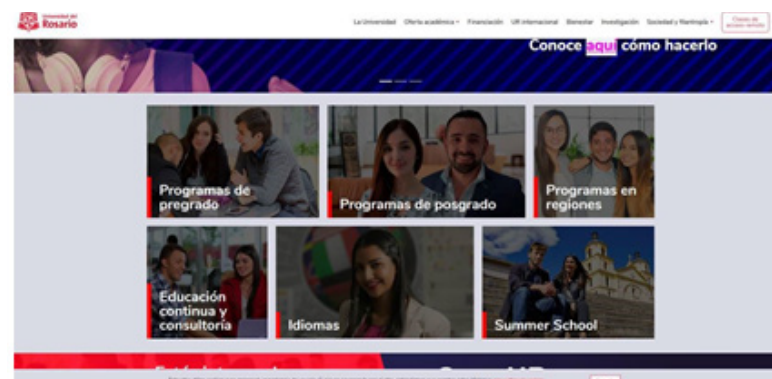 Universidad del
Rosario
La Universidad Oferta académica Financiación UR internacional Bienestar Investigación Sociedad y filantropía
Conoce aquí cómo hacerlo
Programas de
pregrado
Programas de posgrado
Programas en
regiones
Educación
continua y
consultoría
Idiomas
Summer School